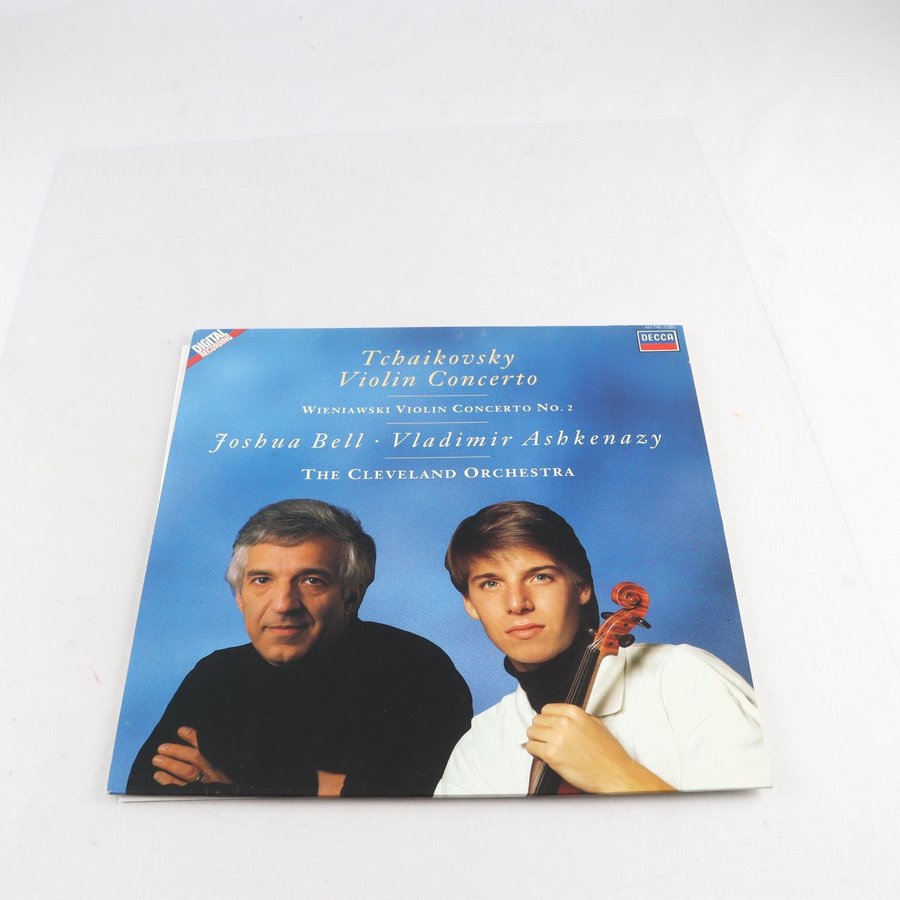 DIGITAL
RECORDING
DECCA
Tchaikovsky
Violin Concerto
WIENIAWSKI VIOLIN CONCERTO NO. 2
Joshua Bell · Vladimir Ashkenazy
THE CLEVELAND ORCHESTRA